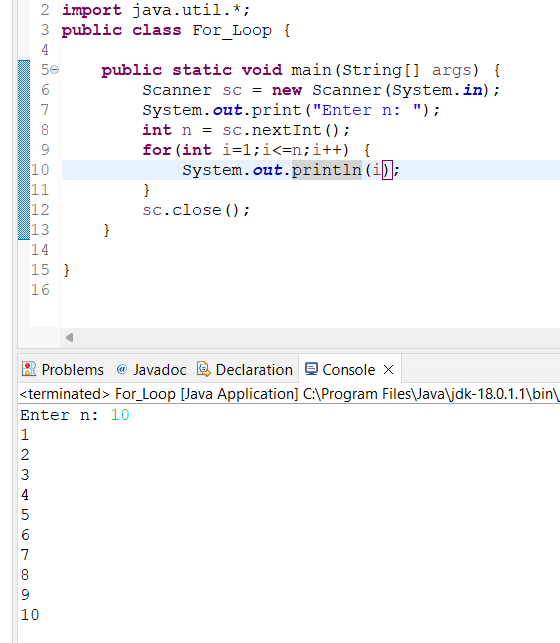 2 import java.util.*;
3 public class For_Loop {
4
5 public static void main(String[] args) {
6 Scanner sc = new Scanner(System.in);
7 System.out.print("Enter n: ");
8 int n = sc.nextInt();
9 for(int i=1;i<=n;i++) {
10 System.out.println(i);
11 }
12 sc.close();
13 }
14
15 }
16
Problems @ Javadoc Declaration Console
<terminated> For_Loop [Java Application] C:\Program Files\Java\jdk-18.0.1.1\bin\
Enter n: 10
1
2
3
4
5
6
7
8
9
10